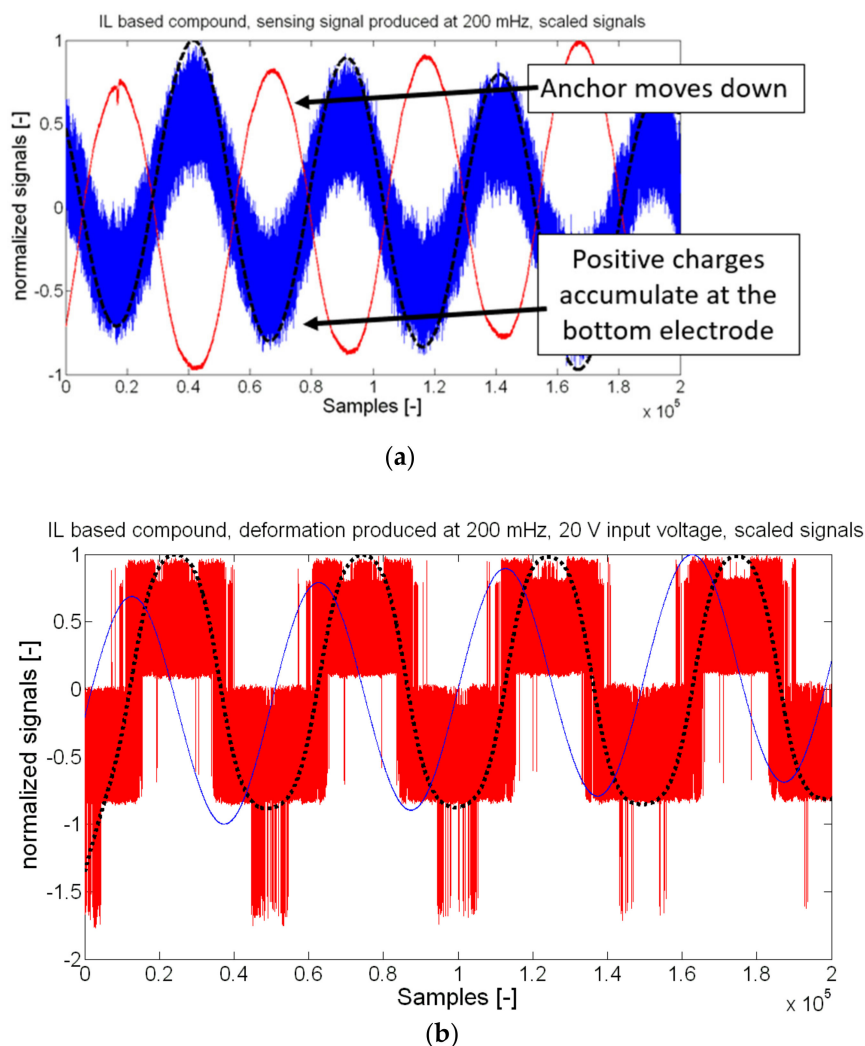 IL based compound, sensing signal produced at 200 mHz, scaled signals
1
0.5
0
-0.5
-1
normalized signals [-]
Anchor moves down
Positive charges
accumulate at the
bottom electrode
0 0.2 0.4 0.6 0.8 1 1.2 1.4 1.6 1.8 2
Samples [-]
× 10^5
(a)
IL based compound, deformation produced at 200 mHz, 20 V input voltage, scaled signals
1
0.5
0
-0.5
-1
-1.5
-2
normalized signals [-]
0 0.2 0.4 0.6 0.8 1 1.2 1.4 1.6 1.8 2
Samples [-]
× 10^5
(b)